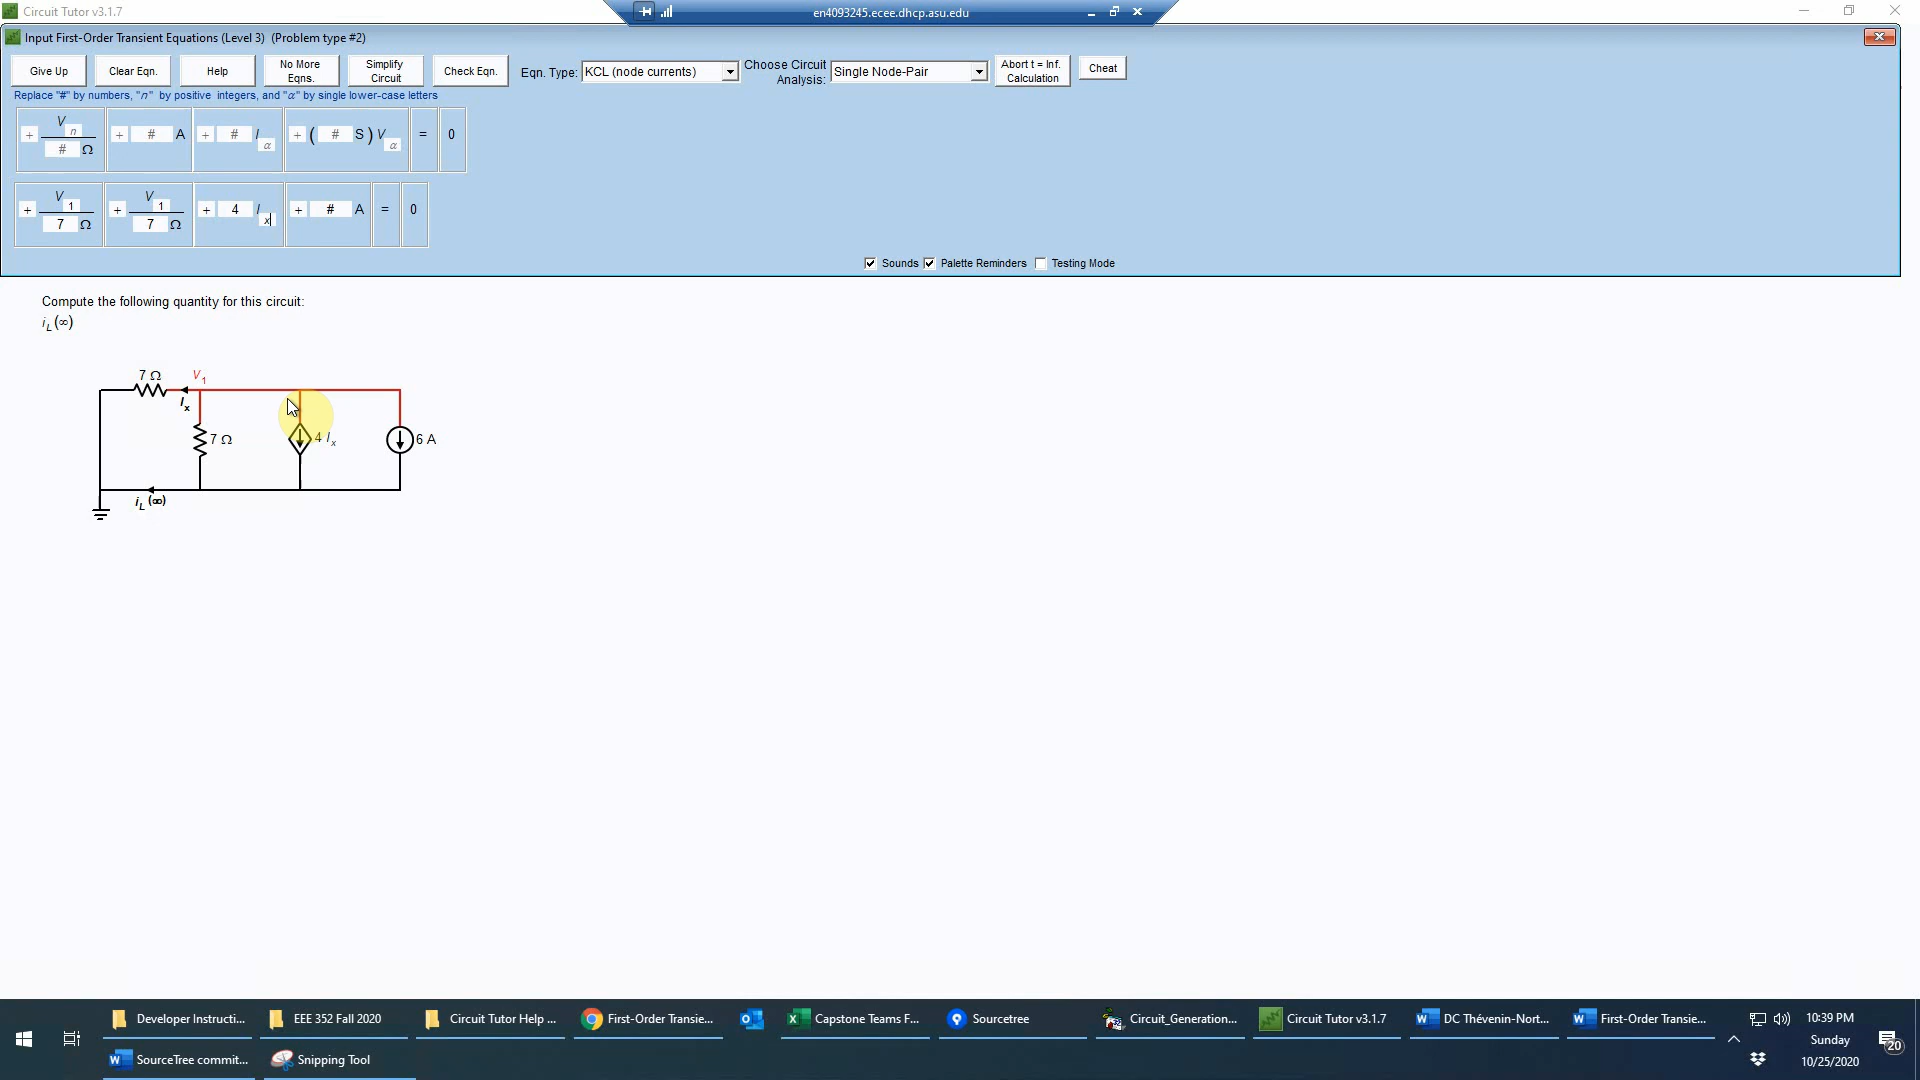 Circuit Tutor v3.1.7
en4093245.ecee.dhcp.asu.edu
Input First-Order Transient Equations (Level 3) (Problem type #2)
Give Up
Clear Eqn.
Help
No More Eqns.
Simplify Circuit
Check Eqn.
Eqn. Type:
KCL (node currents)
Choose Circuit Analysis:
Single Node-Pair
Abort t = Inf. Calculation
Cheat
Replace "#" by numbers, "n" by positive integers, and "α" by single lower-case letters
+ V n / # Ω + # A + # I α + ( # S ) V α = 0
+ V 1 / 7 Ω + V 1 / 7 Ω + 4 I x + # A = 0
Sounds
Palette Reminders
Testing Mode
Compute the following quantity for this circuit:
iL(∞)
7 Ω
V1
Ix
7 Ω
4 Ix
6 A
iL(∞)
Developer Instructi...
EEE 352 Fall 2020
Circuit Tutor Help ...
First-Order Transie...
Capstone Teams F...
Sourcetree
Circuit_Generation...
Circuit Tutor v3.1.7
DC Thévenin-Nort...
First-Order Transie...
10:39 PM
Sunday
10/25/2020
20
SourceTree commit...
Snipping Tool